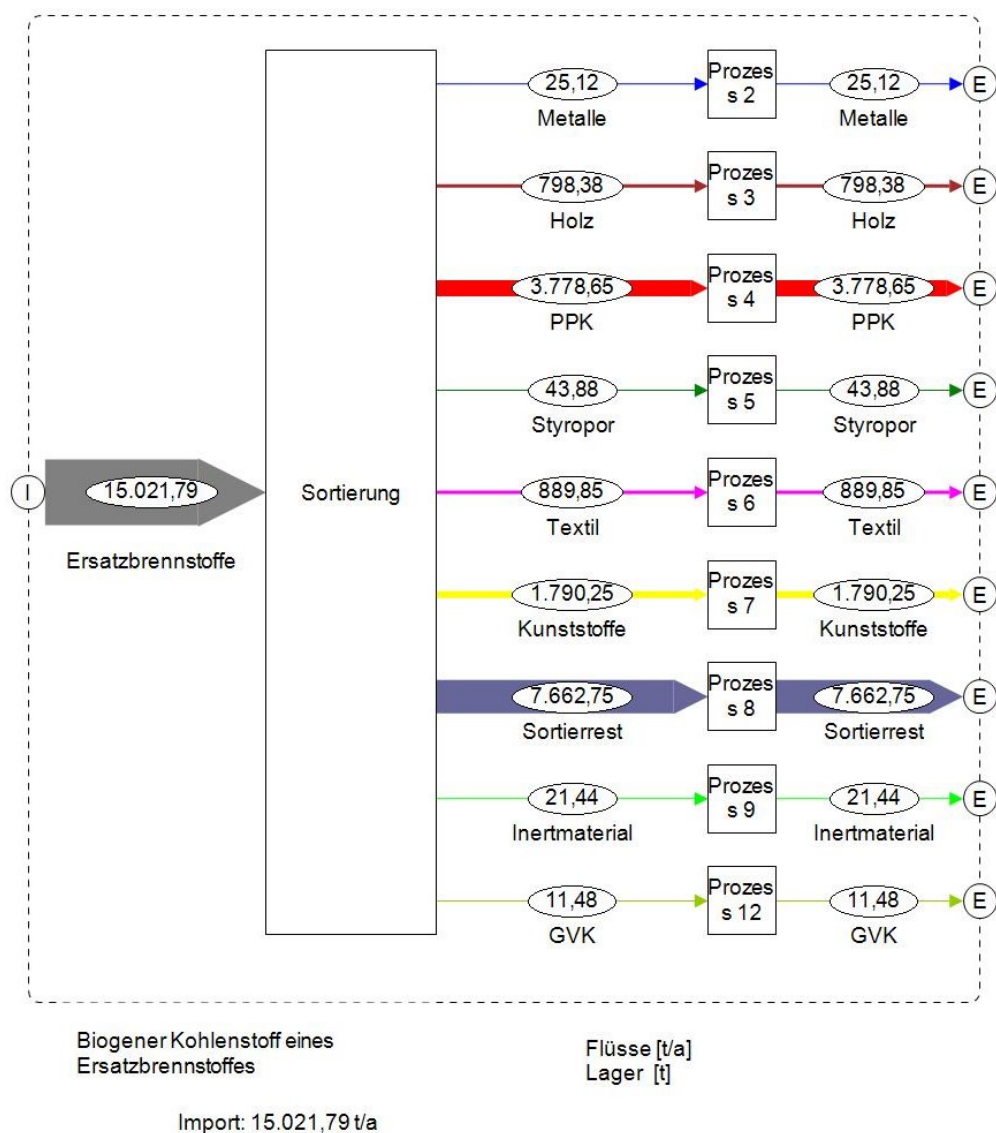 25,12
Metalle
Prozes
s 2
25,12
Metalle
E
798,38
Holz
Prozes
s 3
798,38
Holz
E
3.778,65
PPK
Prozes
s 4
3.778,65
PPK
E
43,88
Styropor
Prozes
s 5
43,88
Styropor
E
I
15.021,79
Ersatzbrennstoffe
Sortierung
889,85
Textil
Prozes
s 6
889,85
Textil
E
1.790,25
Kunststoffe
Prozes
s 7
1.790,25
Kunststoffe
E
7.662,75
Sortierrest
Prozes
s 8
7.662,75
Sortierrest
E
21,44
Inertmaterial
Prozes
s 9
21,44
Inertmaterial
E
11,48
GVK
Prozes
s 12
11,48
GVK
E
Biogener Kohlenstoff eines
Ersatzbrennstoffes
Flüsse [t/a]
Lager [t]
Import: 15.021,79 t/a